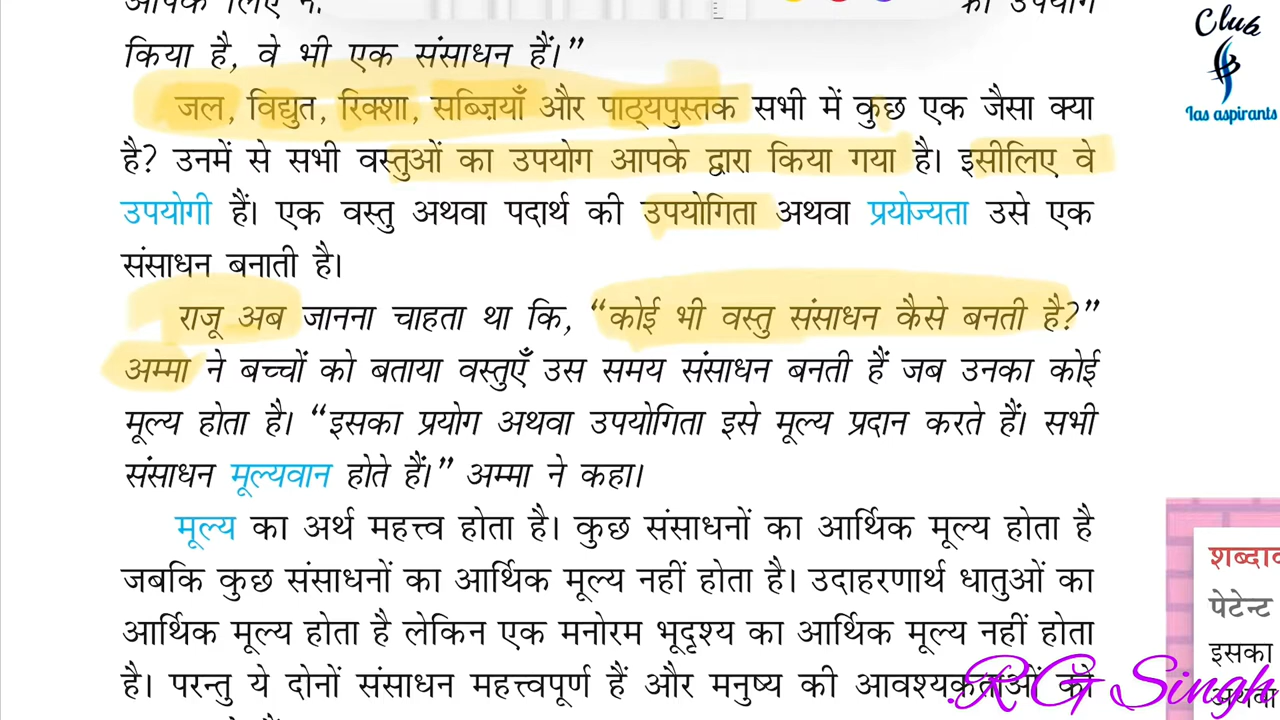 आपके लिए
का उपयोग
किया है, वे भी एक संसाधन हैं।”
जल, विद्युत, रिक्शा, सब्ज़ियाँ और पाठ्यपुस्तक सभी में कुछ एक जैसा क्या
है? उनमें से सभी वस्तुओं का उपयोग आपके द्वारा किया गया है। इसीलिए वे
उपयोगी हैं। एक वस्तु अथवा पदार्थ की उपयोगिता अथवा प्रयोज्यता उसे एक
संसाधन बनाती है।
राजू अब जानना चाहता था कि, “कोई भी वस्तु संसाधन कैसे बनती है?”
अम्मा ने बच्चों को बताया वस्तुएँ उस समय संसाधन बनती हैं जब उनका कोई
मूल्य होता है। “इसका प्रयोग अथवा उपयोगिता इसे मूल्य प्रदान करते हैं। सभी
संसाधन मूल्यवान होते हैं।” अम्मा ने कहा।
मूल्य का अर्थ महत्त्व होता है। कुछ संसाधनों का आर्थिक मूल्य होता है
जबकि कुछ संसाधनों का आर्थिक मूल्य नहीं होता है। उदाहरणार्थ धातुओं का
आर्थिक मूल्य होता है लेकिन एक मनोरम भूदृश्य का आर्थिक मूल्य नहीं होता
है। परन्तु ये दोनों संसाधन महत्त्वपूर्ण हैं और मनुष्य की आवश्यकताओं को
Club
Ias aspirants
पेटेन्ट
इसका
अथवा
R G Singh